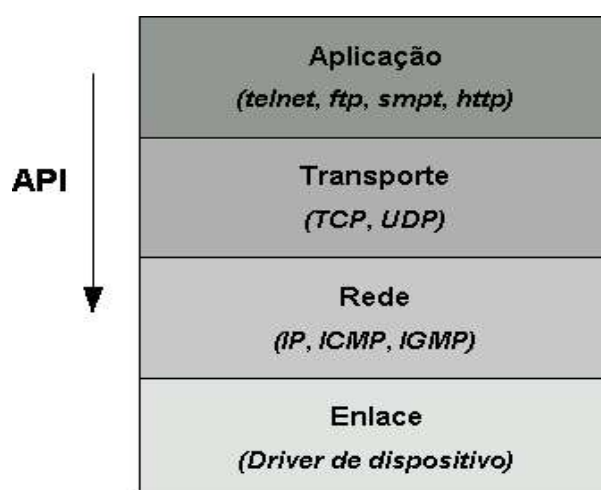 Aplicação
(telnet, ftp, smpt, http)
API
Transporte
(TCP, UDP)
Rede
(IP, ICMP, IGMP)
Enlace
(Driver de dispositivo)